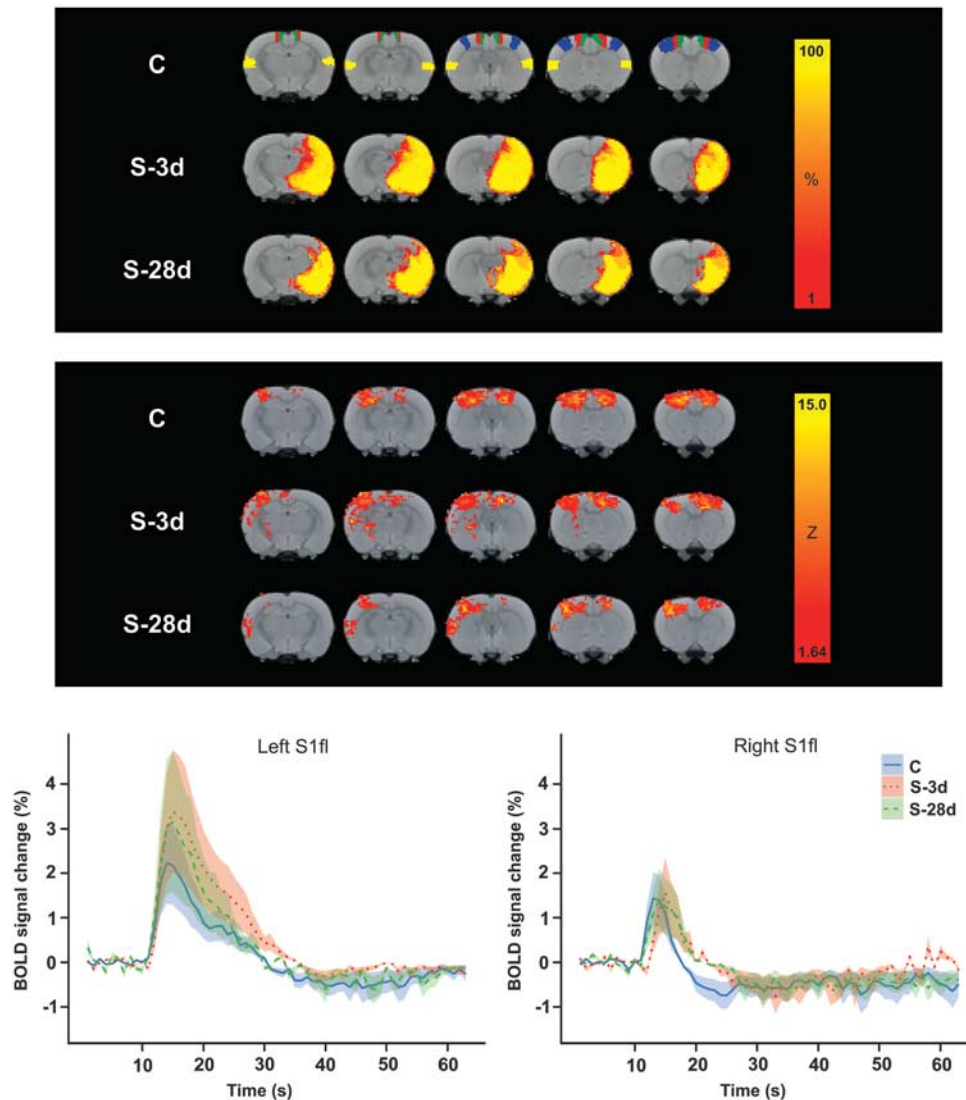 C
100
S-3d
%
S-28d
1
C
15.0
S-3d
Z
S-28d
1.64
Left S1fl
BOLD signal change (%)
4
3
2
1
0
-1
10 20 30 40 50 60
Time (s)
Right S1fl
C
S-3d
S-28d
BOLD signal change (%)
4
3
2
1
0
-1
10 20 30 40 50 60
Time (s)